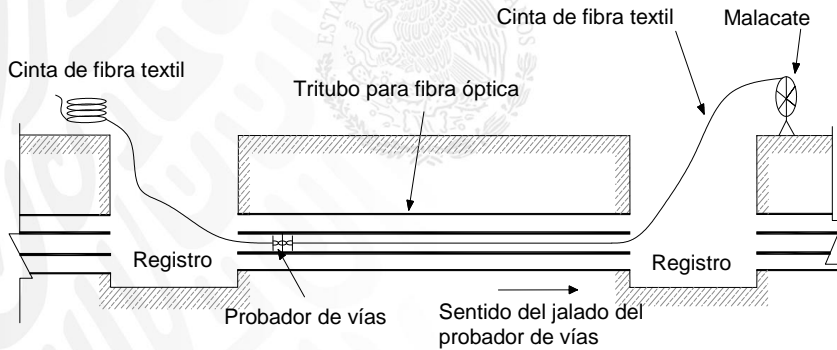 Cinta de fibra textil
Malacate
Cinta de fibra textil
Tritubo para fibra óptica
Registro
Registro
Probador de vías
Sentido del jalado del
probador de vías